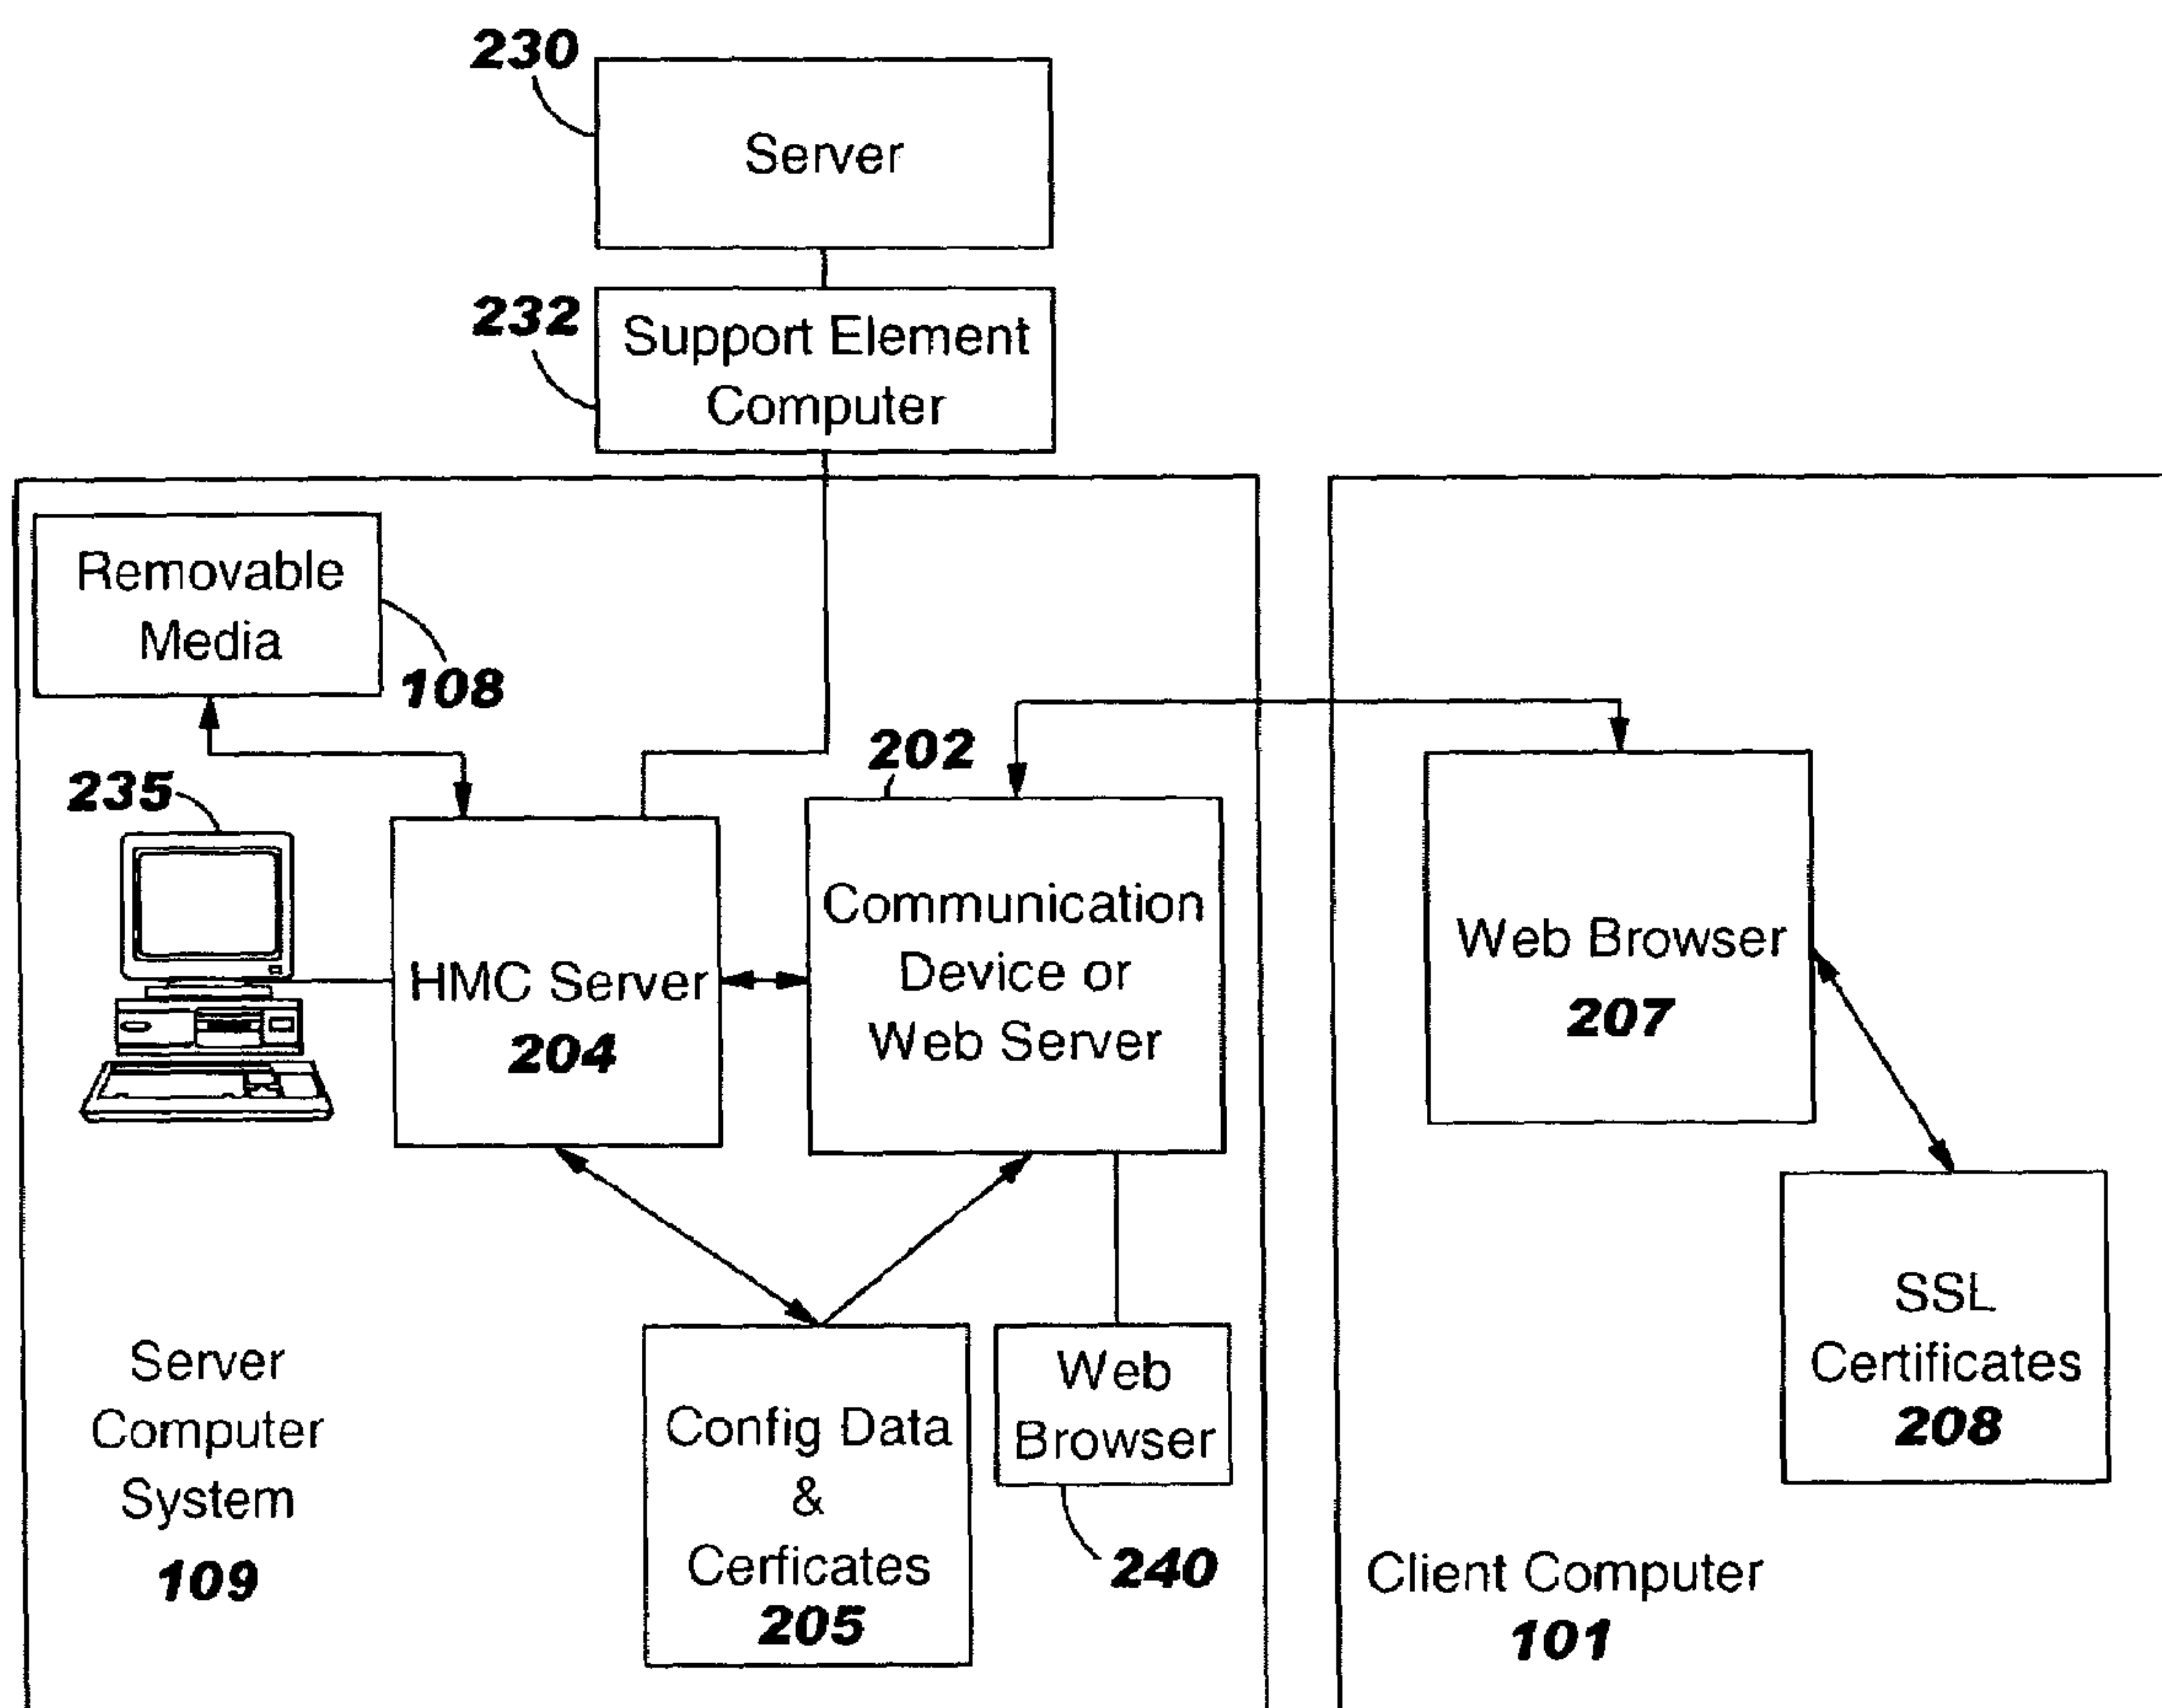 230
Server
232
Support Element
Computer
Removable
Media
108
235
202
HMC Server
204
Communication
Device or
Web Server
Web Browser
207
SSL
Certificates
208
Server
Computer
System
109
Config Data
&
Cerficates
205
Web
Browser
240
Client Computer
101